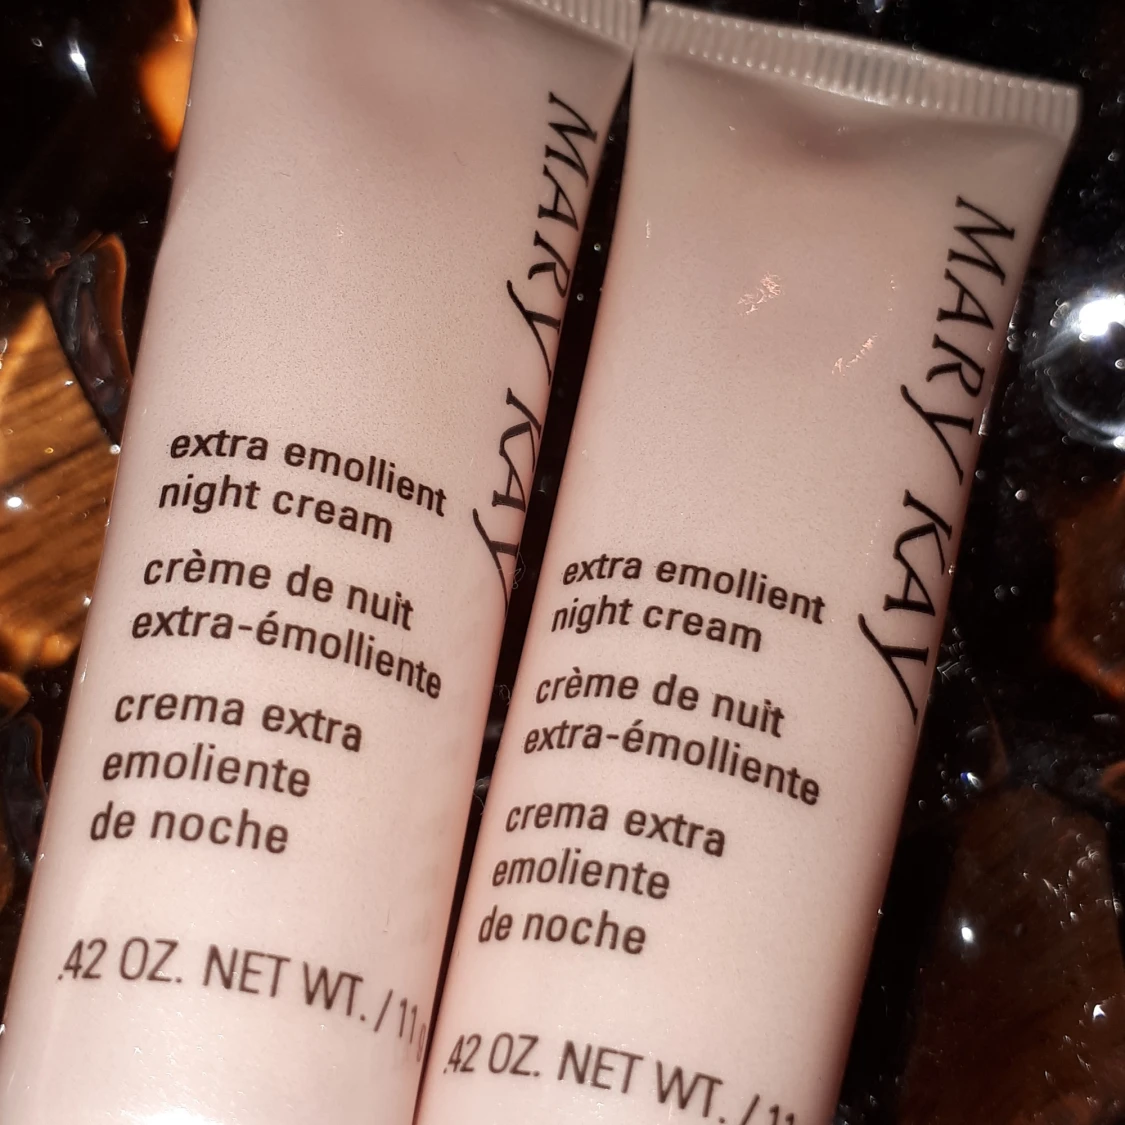 MARY KAY
extra emollient
night cream
crème de nuit
extra-émolliente
crema extra
emoliente
de noche
.42 OZ. NET WT. / 11 g
MARY KAY
extra emollient
night cream
crème de nuit
extra-émolliente
crema extra
emoliente
de noche
.42 OZ. NET WT. / 11